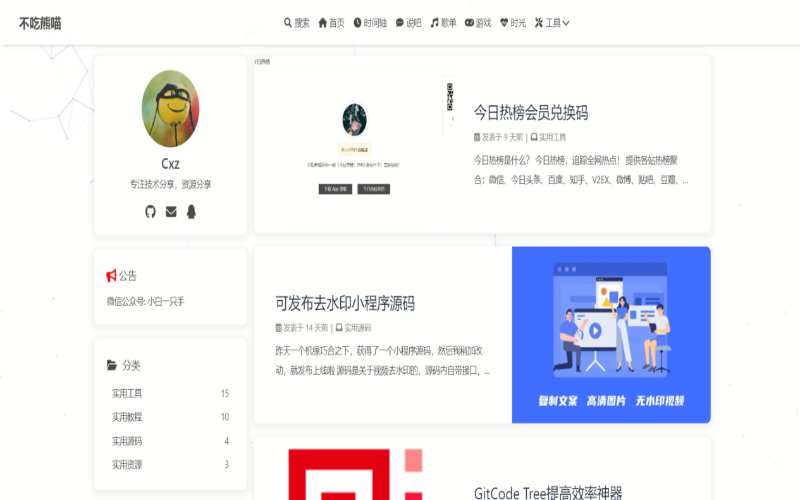 不吃熊喵
搜索 首页 时间轴 说吧 歌单 游戏 时光 工具
Cxz
专注技术分享，资源分享
公告
微信公众号: 小白一只手
分类
实用工具 15
实用教程 10
实用源码 4
实用资源 3
今日热榜
下载 App 客户端
今日热榜会员兑换码
发表于 9 天前 | 实用工具
今日热榜是什么？ 今日热榜，追踪全网热点！ 提供各站热榜聚
合：微信、今日头条、百度、知乎、V2EX、微博、贴吧、豆瓣、...
可发布去水印小程序源码
发表于 14 天前 | 实用源码
昨天一个机缘巧合之下，获得了一个小程序源码，然后我稍加改
动，就发布上线啦 源码是关于视频去水印的，源码内自带接口，...
复制文案 高清图片 无水印视频
GitCode Tree提高效率神器